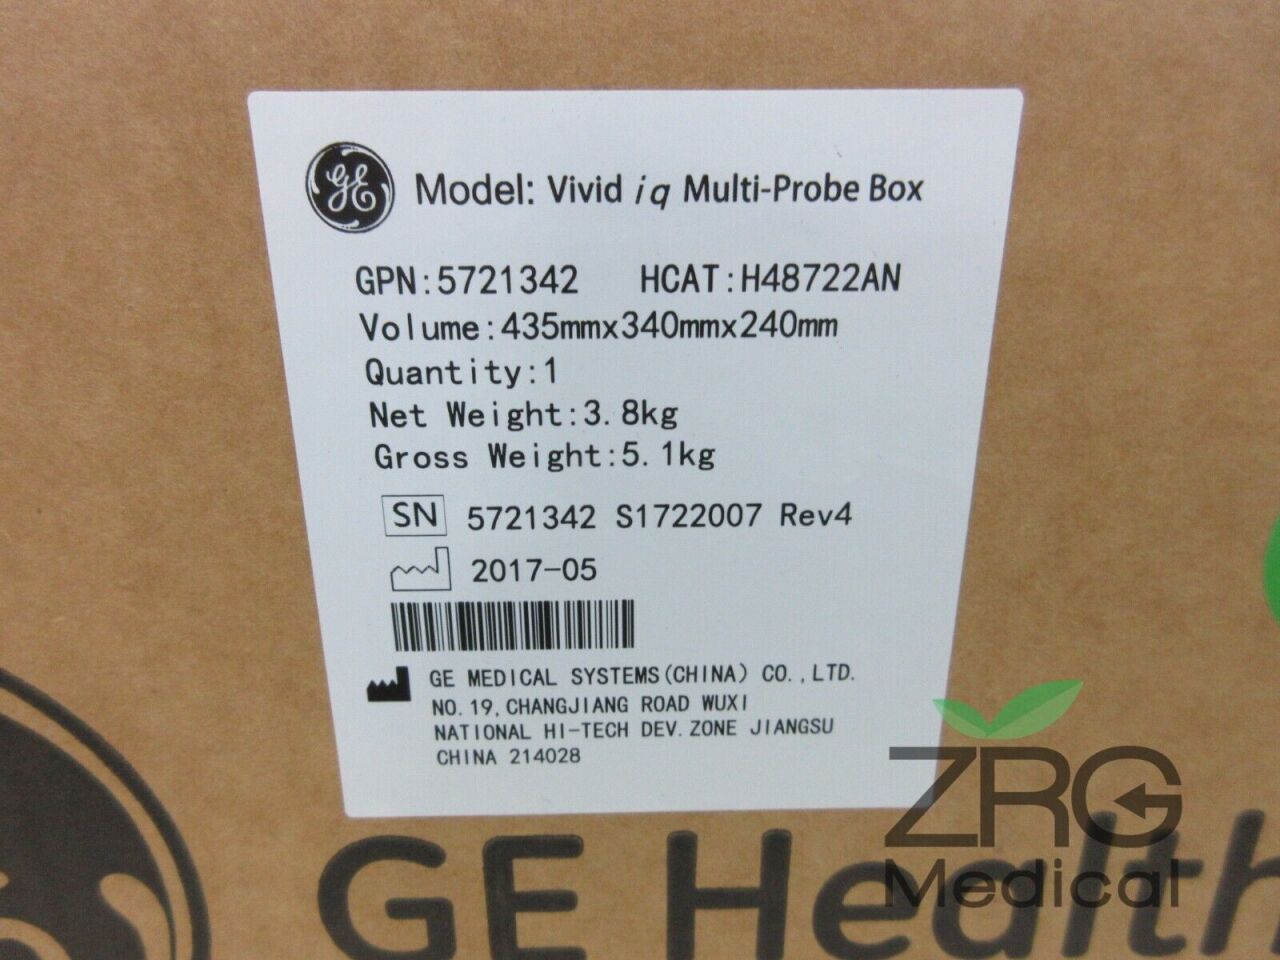 GE Model: Vivid iq Multi-Probe Box
GPN:5721342 HCAT:H48722AN
Volume:435mmx340mmx240mm
Quantity:1
Net Weight:3.8kg
Gross Weight:5.1kg
SN 5721342 S1722007 Rev4
2017-05
GE MEDICAL SYSTEMS(CHINA) CO.,LTD.
NO.19,CHANGJIANG ROAD WUXI
NATIONAL HI-TECH DEV.ZONE JIANGSU
CHINA 214028
ZRG
Medical
GE Health